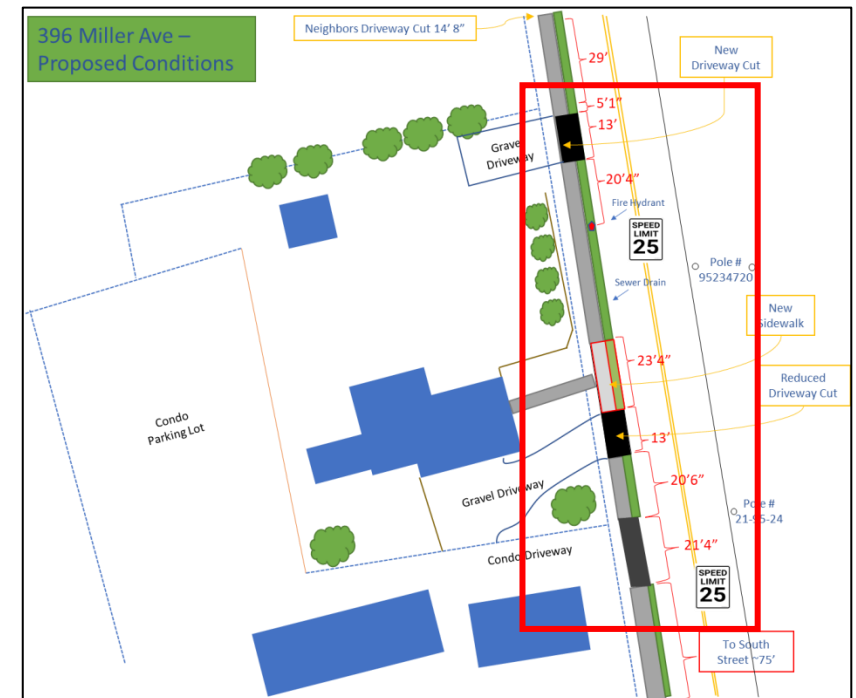 396 Miller Ave –
Proposed Conditions
Neighbors Driveway Cut 14' 8"
29'
New
Driveway Cut
5'1"
13'
Gravel
Driveway
20'4"
Fire Hydrant
SPEED
LIMIT
25
Pole #
95234720
Sewer Drain
New
Sidewalk
23'4"
Reduced
Driveway Cut
Condo
Parking Lot
13'
20'6"
Gravel Driveway
Pole #
21-95-24
21'4"
Condo Driveway
SPEED
LIMIT
25
To South
Street ~75'